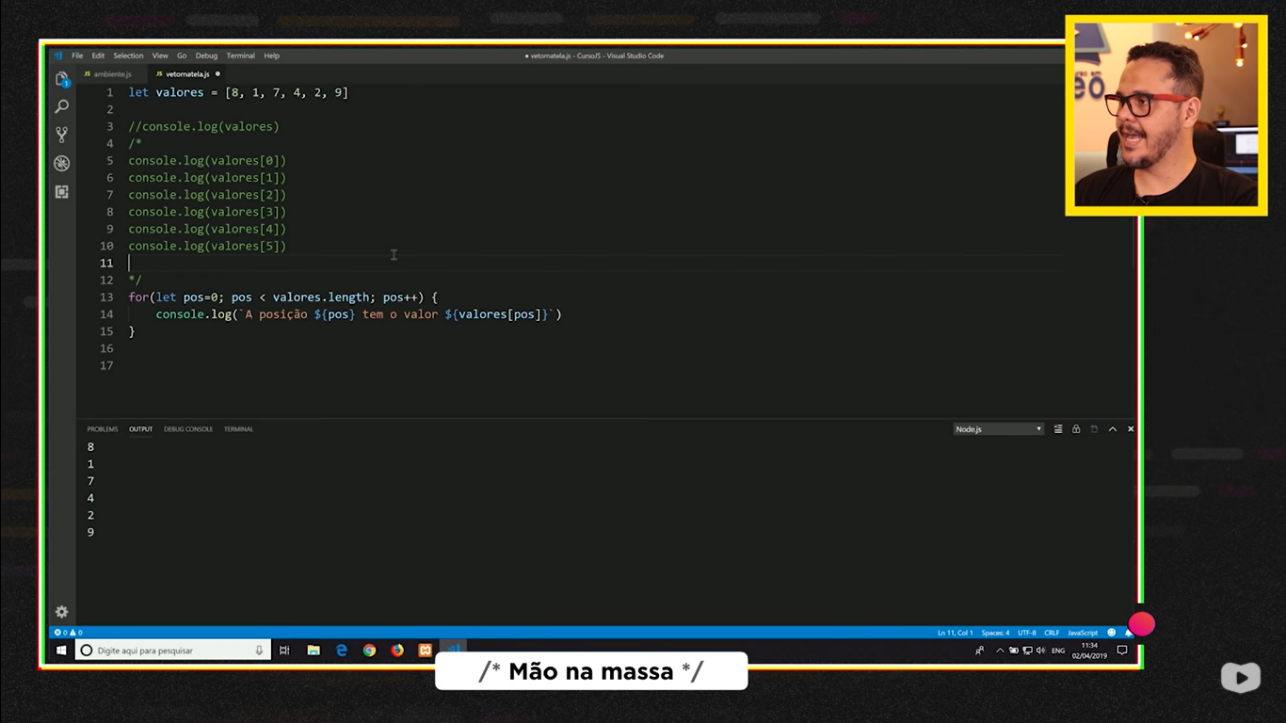 File Edit Selection View Go Debug Terminal Help
● vetornatela.js - CursoJS - Visual Studio Code
JS ambiente.js
JS vetornatela.js ●
1 let valores = [8, 1, 7, 4, 2, 9]
2
3 //console.log(valores)
4 /*
5 console.log(valores[0])
6 console.log(valores[1])
7 console.log(valores[2])
8 console.log(valores[3])
9 console.log(valores[4])
10 console.log(valores[5])
11
12 */
13 for(let pos=0; pos < valores.length; pos++) {
14 console.log(`A posição ${pos} tem o valor ${valores[pos]}`)
15 }
16
17
PROBLEMS OUTPUT DEBUG CONSOLE TERMINAL
Node.js
8
1
7
4
2
9
0 0
Ln 11, Col 1 Spaces: 4 UTF-8 CRLF JavaScript
Digite aqui para pesquisar
ENG
11:34
02/04/2019
/* Mão na massa */